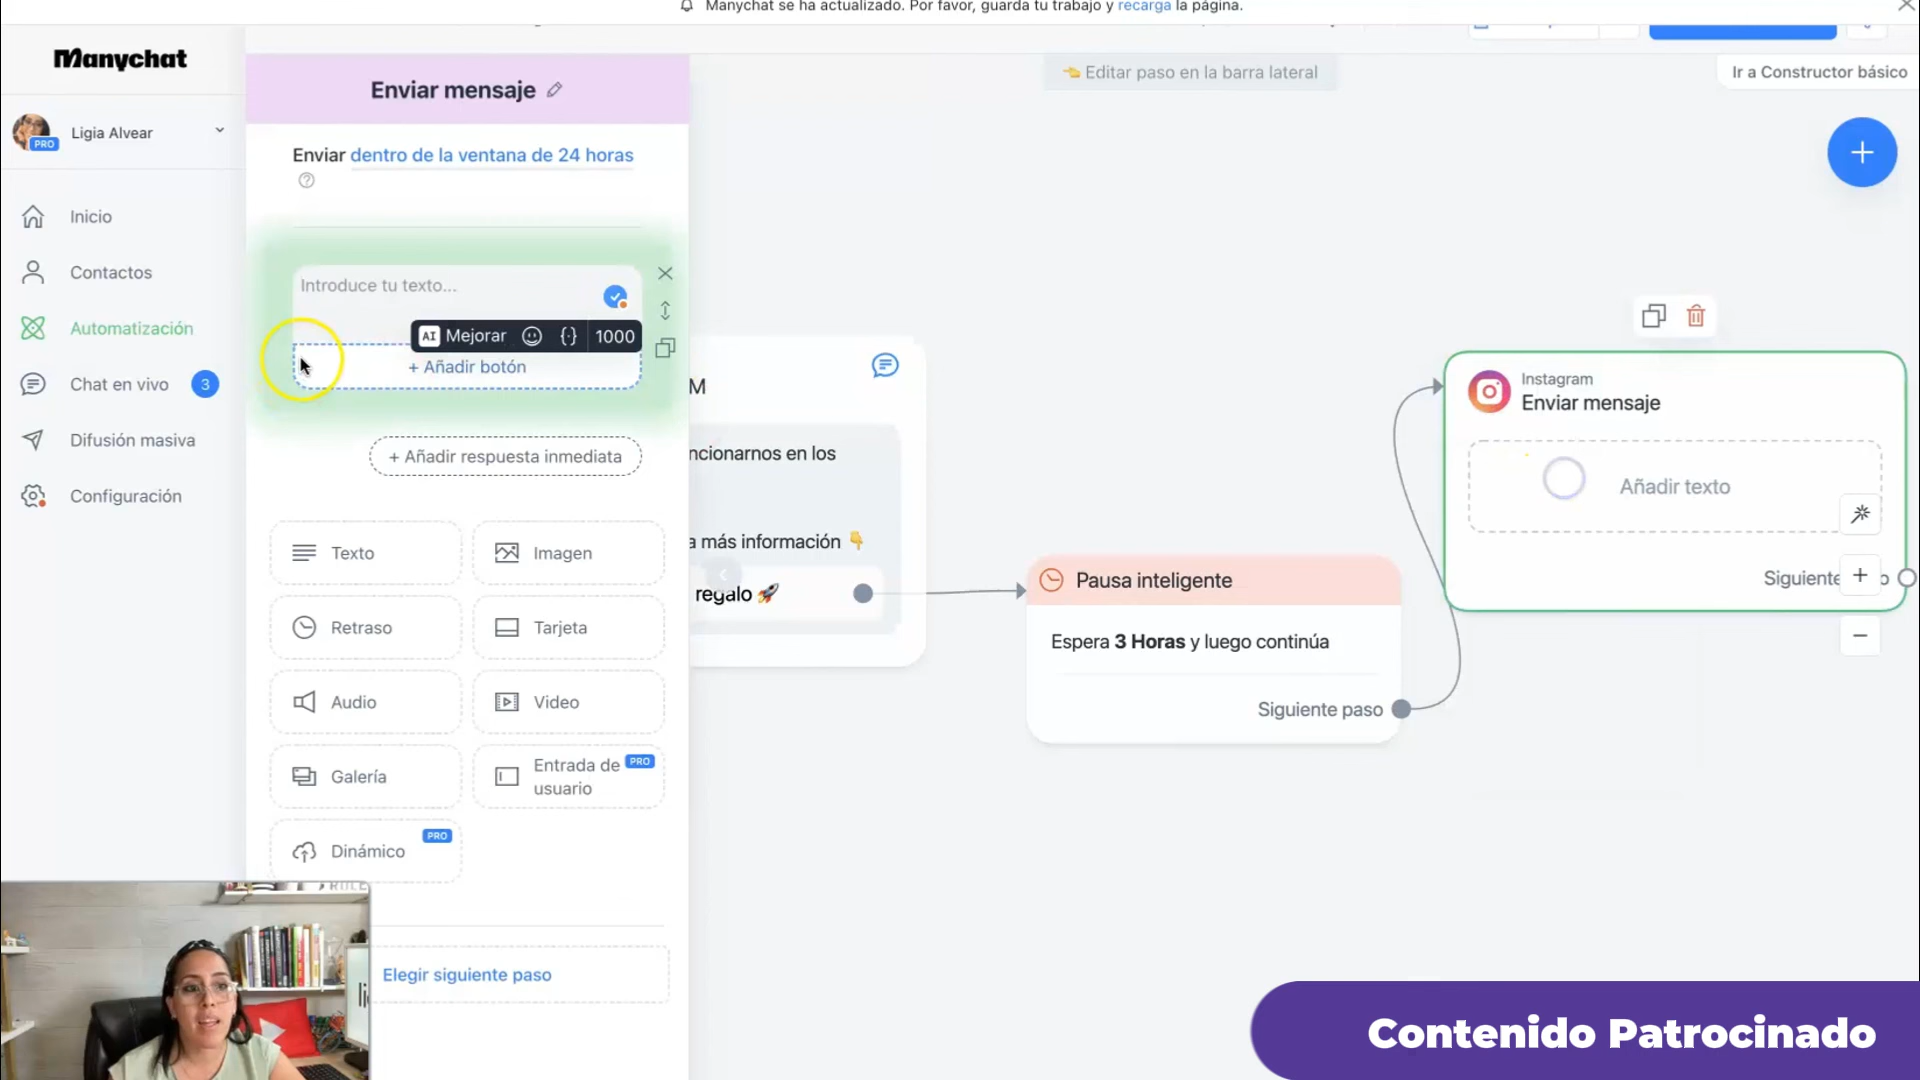 Manychat se ha actualizado. Por favor, guarda tu trabajo y recarga la página.
Manychat
Ligia Alvear
PRO
Inicio
Contactos
Automatización
Chat en vivo 3
Difusión masiva
Configuración
Enviar mensaje
Enviar dentro de la ventana de 24 horas
Introduce tu texto...
AI Mejorar {·} 1000
+ Añadir botón
+ Añadir respuesta inmediata
Texto
Imagen
Retraso
Tarjeta
Audio
Video
Galería
Entrada de usuario PRO
Dinámico PRO
Elegir siguiente paso
👈 Editar paso en la barra lateral
Ir a Constructor básico
M
ncionarnos en los
a más información 👇
regalo 🚀
Pausa inteligente
Espera 3 Horas y luego continúa
Siguiente paso
Instagram
Enviar mensaje
Añadir texto
Siguiente
Contenido Patrocinado